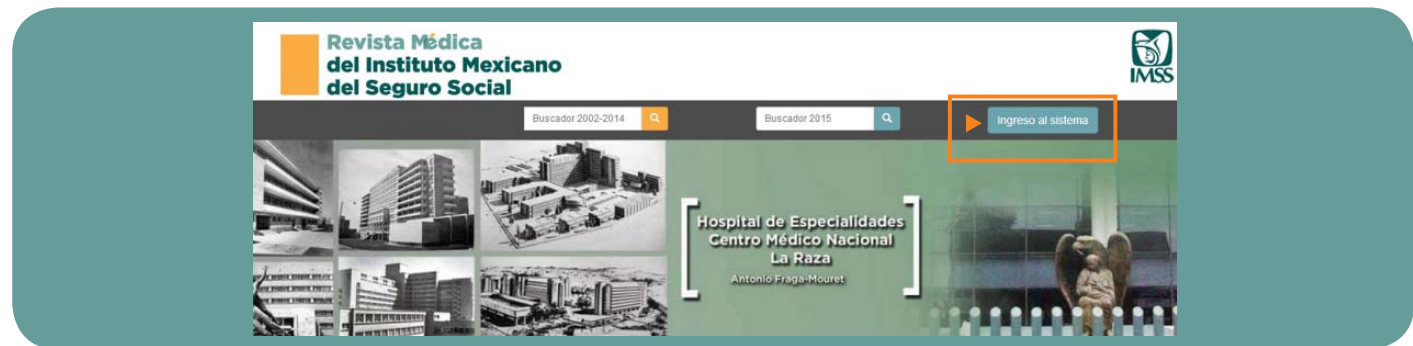 Revista Médica
del Instituto Mexicano
del Seguro Social
IMSS
Buscador 2002-2014
Buscador 2015
Ingreso al sistema
Hospital de Especialidades
Centro Médico Nacional
La Raza
Antonio Fraga-Mouret